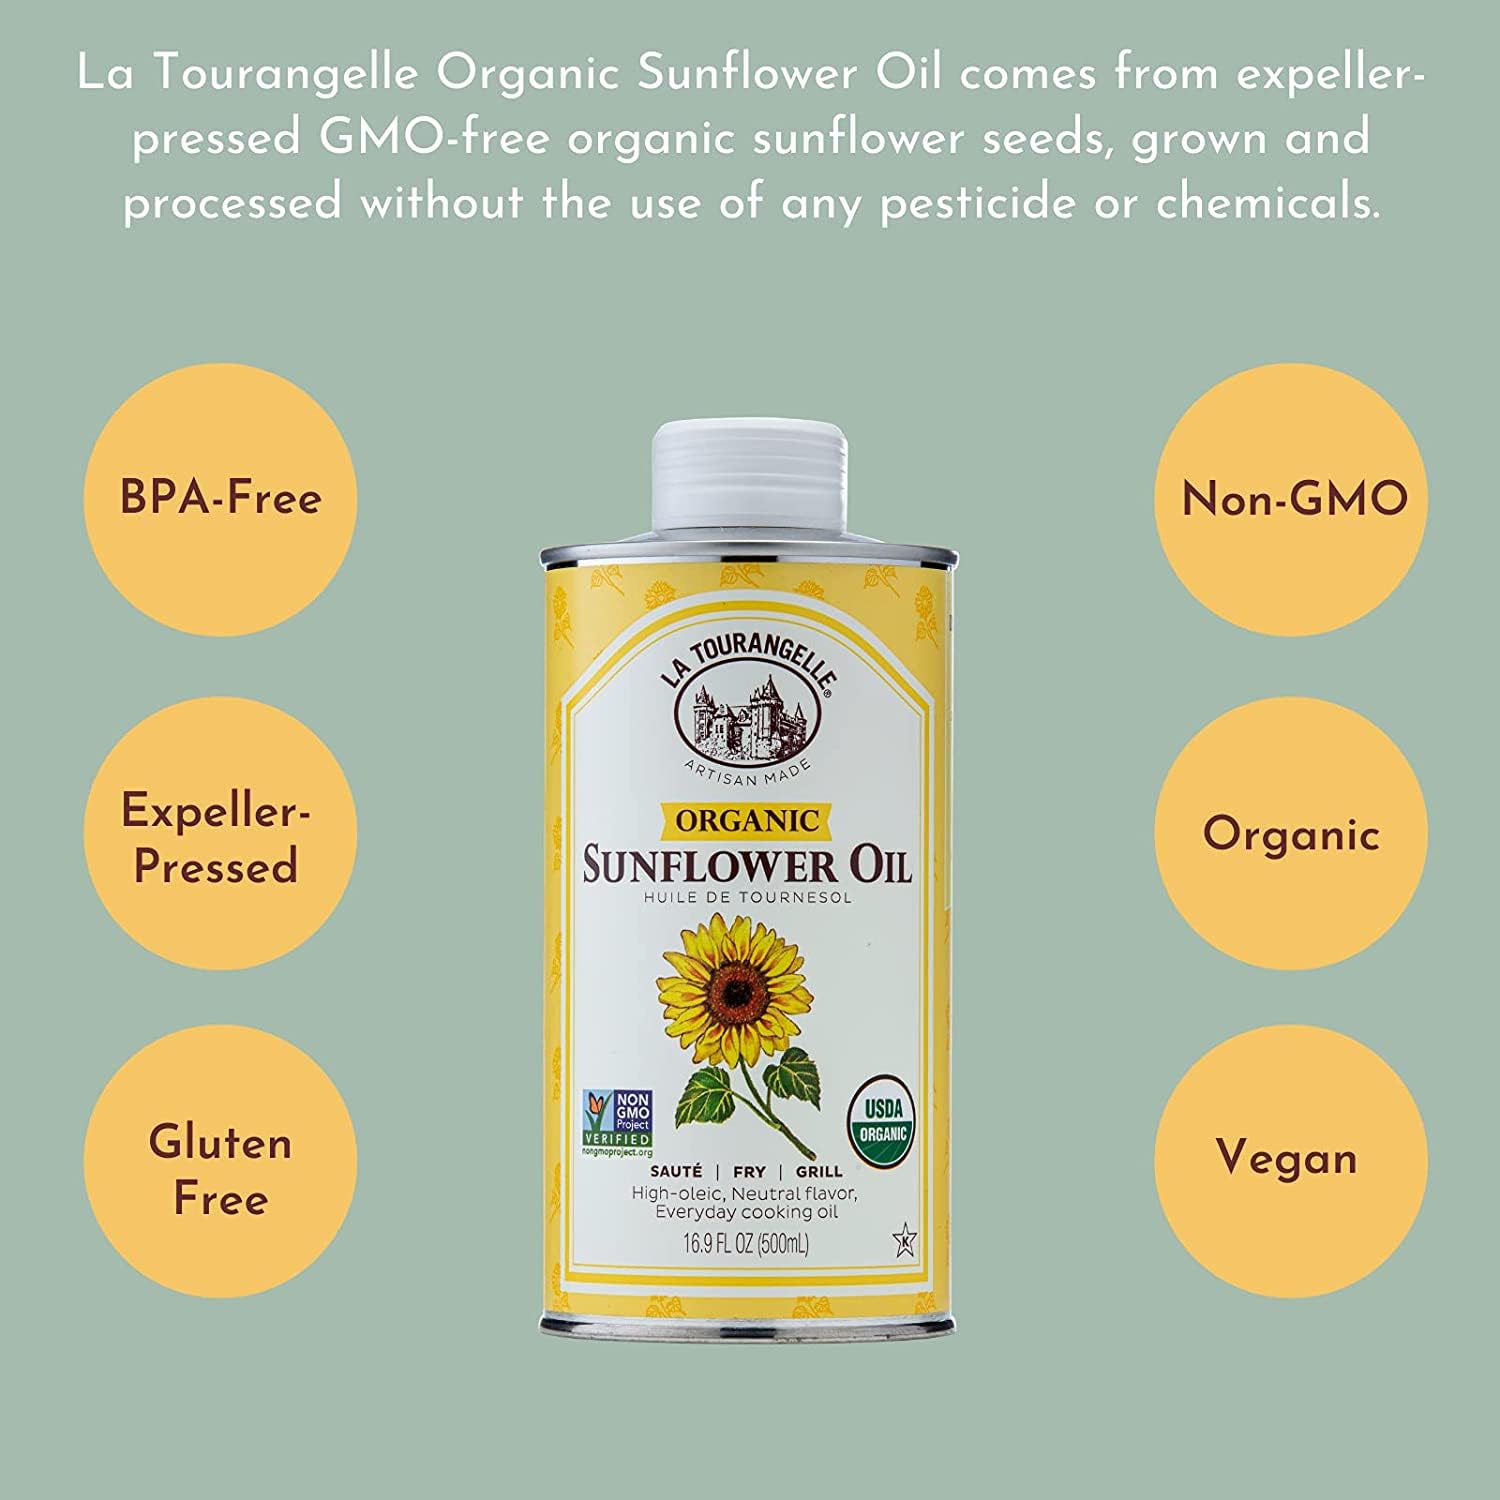 La Tourangelle Organic Sunflower Oil comes from expeller-
pressed GMO-free organic sunflower seeds, grown and
processed without the use of any pesticide or chemicals.
BPA-Free
Non-GMO
Expeller-
Pressed
Organic
Gluten
Free
Vegan
LA TOURANGELLE®
ARTISAN MADE
ORGANIC
SUNFLOWER OIL
HUILE DE TOURNESOL
NON
GMO
Project
VERIFIED
nongmoproject.org
USDA
ORGANIC
SAUTÉ | FRY | GRILL
High-oleic, Neutral flavor,
Everyday cooking oil
16.9 FL OZ (500mL)
K